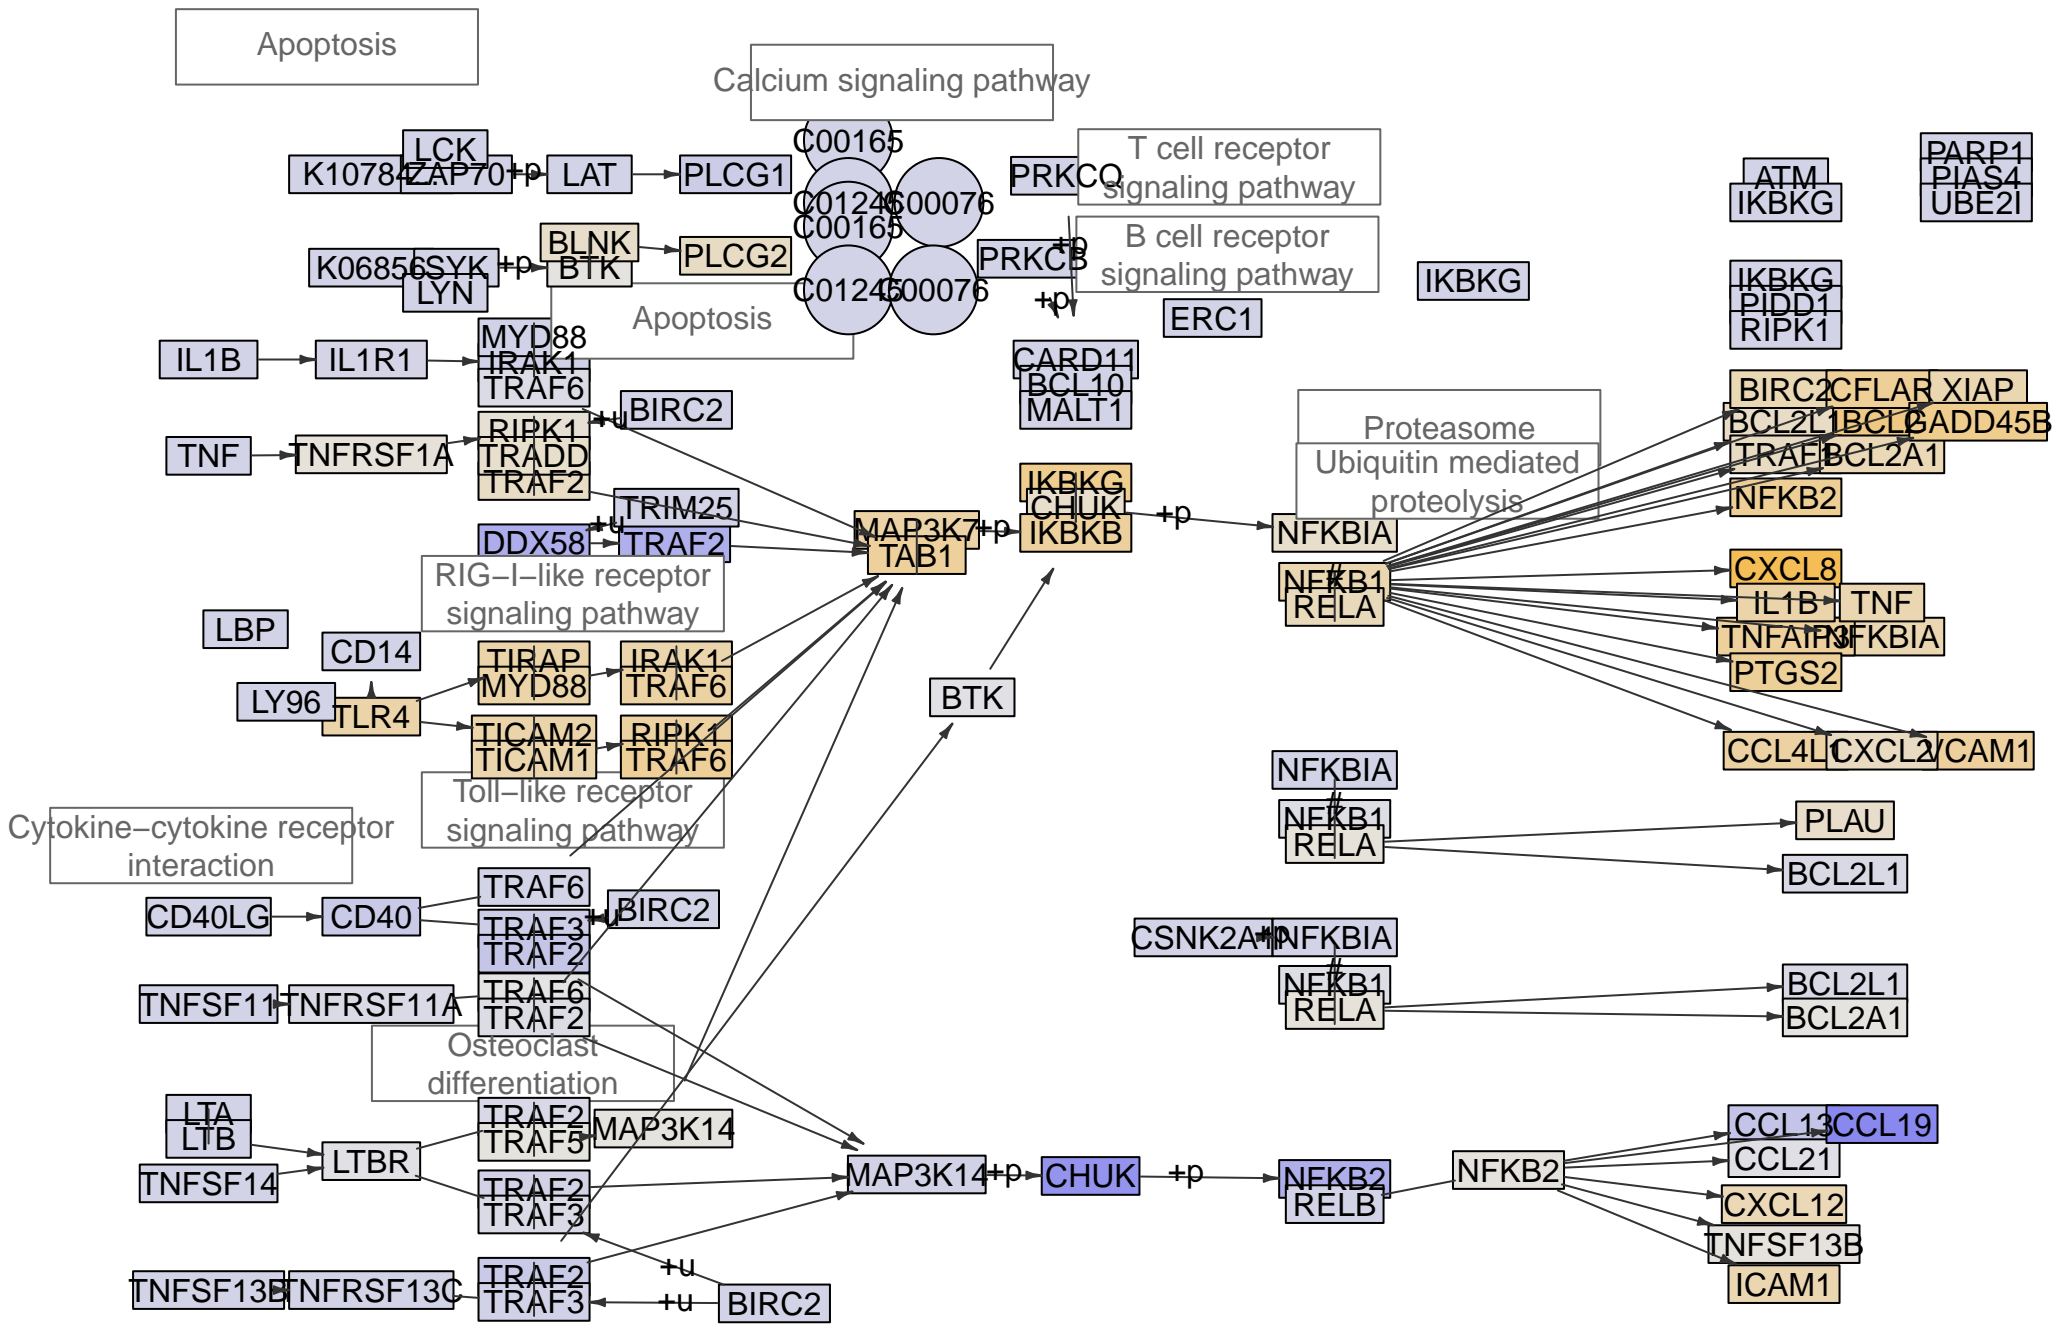 Apoptosis
Calcium signaling pathway
T cell receptor
signaling pathway
B cell receptor
signaling pathway
LCK
K10784
ZAP70
+p
LAT
PLCG1
C00165
C01245
C00076
C00165
C01245
C00076
PRKCQ
PRKCB
+p
+p
ATM
IKBKG
PARP1
PIAS4
UBE2I
K06856
SYK
LYN
+p
BLNK
BTK
PLCG2
Apoptosis
ERC1
IKBKG
IKBKG
PIDD1
RIPK1
IL1B
IL1R1
MYD88
IRAK1
TRAF6
CARD11
BCL10
MALT1
TNF
TNFRSF1A
RIPK1
TRADD
TRAF2
+u
BIRC2
Proteasome
Ubiquitin mediated
proteolysis
BIRC2
CFLAR
XIAP
BCL2L1
BCL2
GADD45B
TRAF1
BCL2A1
NFKB2
TRIM25
+u
DDX58
TRAF2
MAP3K7
TAB1
+p
IKBKG
CHUK
IKBKB
+p
NFKBIA
NFKB1
RELA
CXCL8
IL1B
TNF
TNFAIP3
NFKBIA
PTGS2
CCL4L1
CXCL2
VCAM1
RIG−I−like receptor
signaling pathway
LBP
CD14
LY96
TLR4
TIRAP
MYD88
IRAK1
TRAF6
TICAM2
TICAM1
RIPK1
TRAF6
BTK
Toll−like receptor
signaling pathway
Cytokine−cytokine receptor
interaction
NFKBIA
NFKB1
RELA
PLAU
BCL2L1
CD40LG
CD40
TRAF6
TRAF3
TRAF2
+u
BIRC2
CSNK2A1
+p
NFKBIA
NFKB1
RELA
BCL2L1
BCL2A1
TNFSF11
TNFRSF11A
TRAF6
TRAF2
Osteoclast
differentiation
LTA
LTB
TNFSF14
LTBR
TRAF2
TRAF5
MAP3K14
TRAF2
TRAF3
MAP3K14
+p
CHUK
+p
NFKB2
RELB
NFKB2
CCL13
CCL19
CCL21
CXCL12
TNFSF13B
ICAM1
TNFSF13B
TNFRSF13C
TRAF2
TRAF3
+u
+u
BIRC2